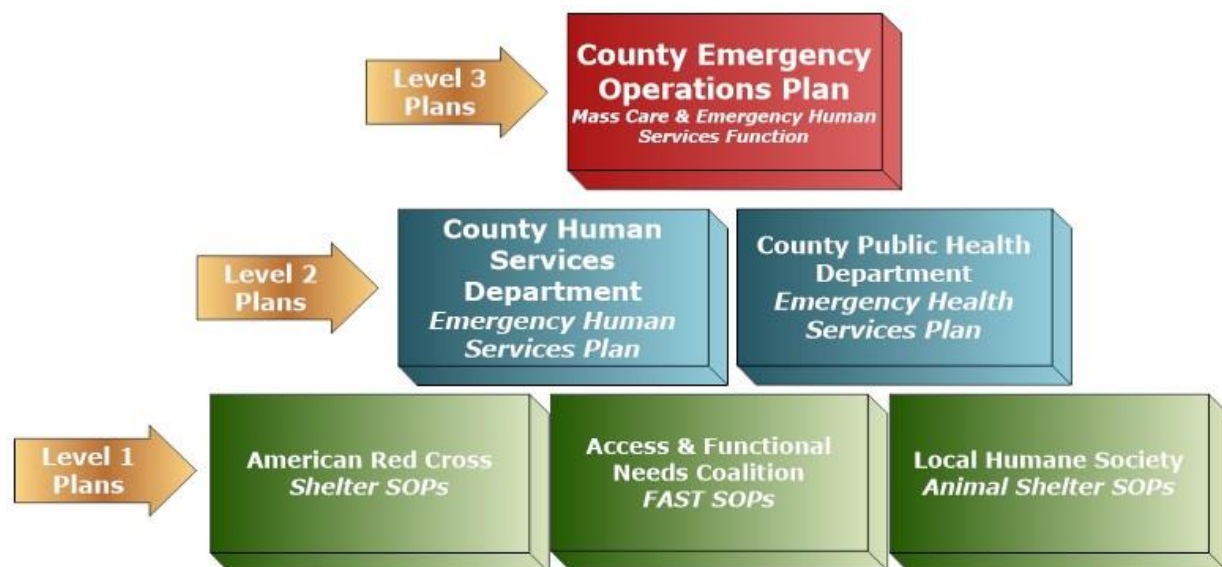 Level 3
Plans
County Emergency
Operations Plan
Mass Care & Emergency Human
Services Function
Level 2
Plans
County Human
Services
Department
Emergency Human
Services Plan
County Public Health
Department
Emergency Health
Services Plan
Level 1
Plans
American Red Cross
Shelter SOPs
Access & Functional
Needs Coalition
FAST SOPs
Local Humane Society
Animal Shelter SOPs